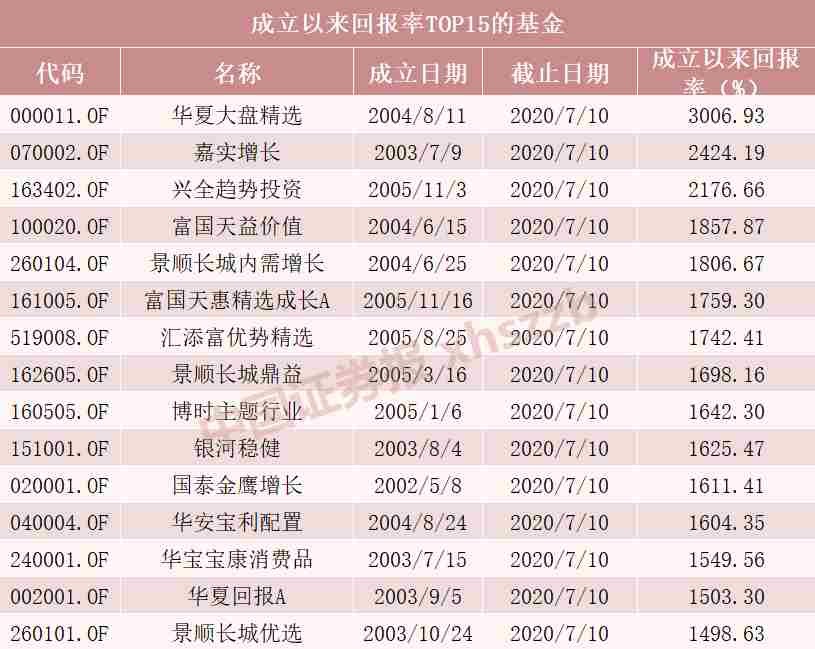 成立以来回报率TOP15的基金
代码 名称 成立日期 截止日期 成立以来回报率（%）
000011.OF 华夏大盘精选 2004/8/11 2020/7/10 3006.93
070002.OF 嘉实增长 2003/7/9 2020/7/10 2424.19
163402.OF 兴全趋势投资 2005/11/3 2020/7/10 2176.66
100020.OF 富国天益价值 2004/6/15 2020/7/10 1857.87
260104.OF 景顺长城内需增长 2004/6/25 2020/7/10 1806.67
161005.OF 富国天惠精选成长A 2005/11/16 2020/7/10 1759.30
519008.OF 汇添富优势精选 2005/8/25 2020/7/10 1742.41
162605.OF 景顺长城鼎益 2005/3/16 2020/7/10 1698.16
160505.OF 博时主题行业 2005/1/6 2020/7/10 1642.30
151001.OF 银河稳健 2003/8/4 2020/7/10 1625.47
020001.OF 国泰金鹰增长 2002/5/8 2020/7/10 1611.41
040004.OF 华安宝利配置 2004/8/24 2020/7/10 1604.35
240001.OF 华宝宝康消费品 2003/7/15 2020/7/10 1549.56
002001.OF 华夏回报A 2003/9/5 2020/7/10 1503.30
260101.OF 景顺长城优选 2003/10/24 2020/7/10 1498.63
中国证券报 xhszzb